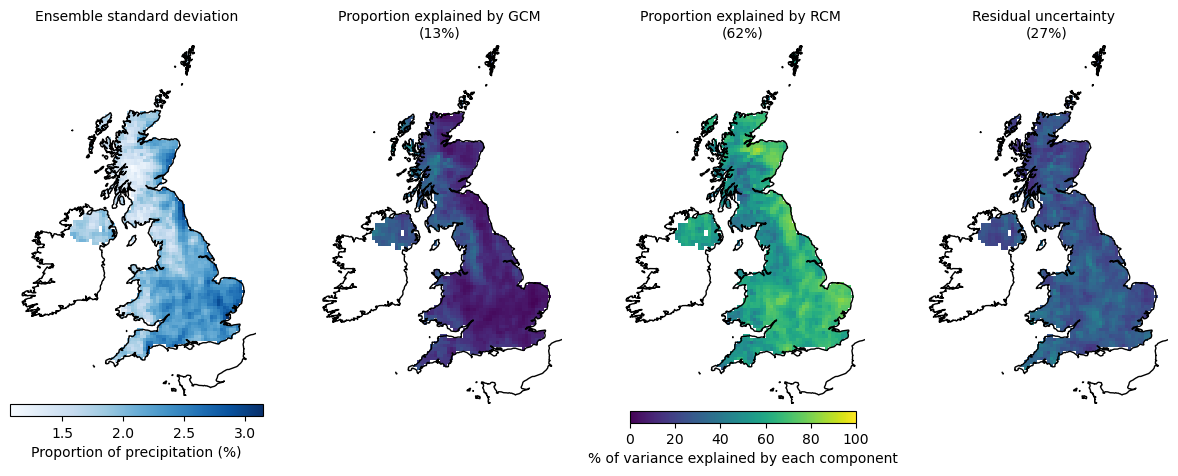 Ensemble standard deviation
Proportion explained by GCM
(13%)
Proportion explained by RCM
(62%)
Residual uncertainty
(27%)
1.5 2.0 2.5 3.0
Proportion of precipitation (%)
0 20 40 60 80 100
% of variance explained by each component